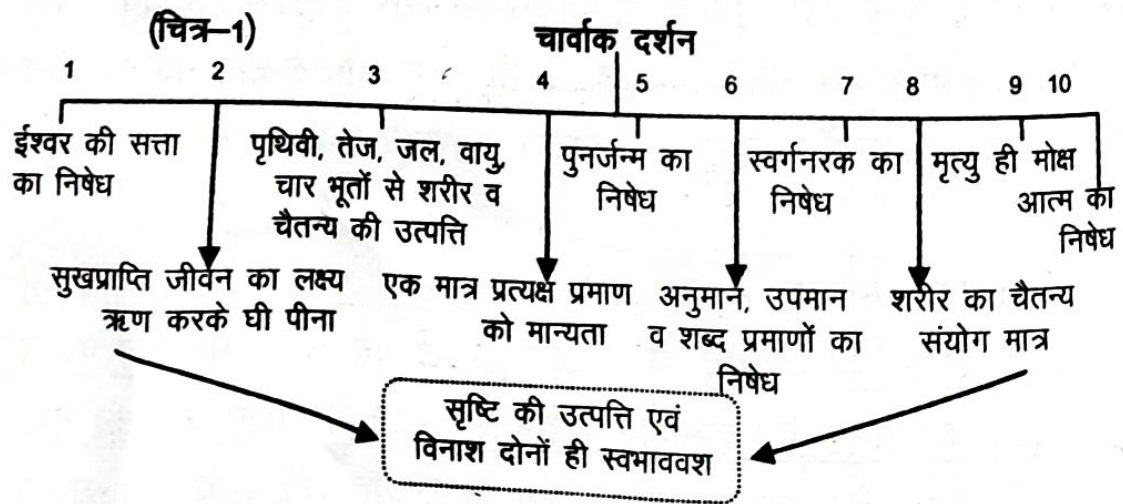 (चित्र–1)
चार्वाक दर्शन
1 2 3 4 5 6 7 8 9 10
ईश्वर की सत्ता
का निषेध
सुखप्राप्ति जीवन का लक्ष्य
ऋण करके घी पीना
पृथिवी, तेज, जल, वायु,
चार भूतों से शरीर व
चैतन्य की उत्पत्ति
एक मात्र प्रत्यक्ष प्रमाण
को मान्यता
पुनर्जन्म का
निषेध
अनुमान, उपमान
व शब्द प्रमाणों का
निषेध
स्वर्गनरक का
निषेध
शरीर का चैतन्य
संयोग मात्र
मृत्यु ही मोक्ष
आत्म का
निषेध
सृष्टि की उत्पत्ति एवं
विनाश दोनों ही स्वभाववश